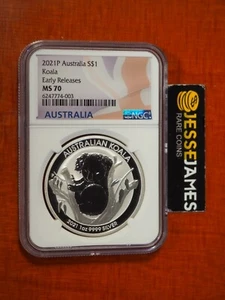 2021P Australia S$1
Koala
Early Releases
MS 70
6247774-003
AUSTRALIA
NGC
AUSTRALIAN KOALA
2021 1oz 9999 SILVER
JESSE JAMES
RARE COINS